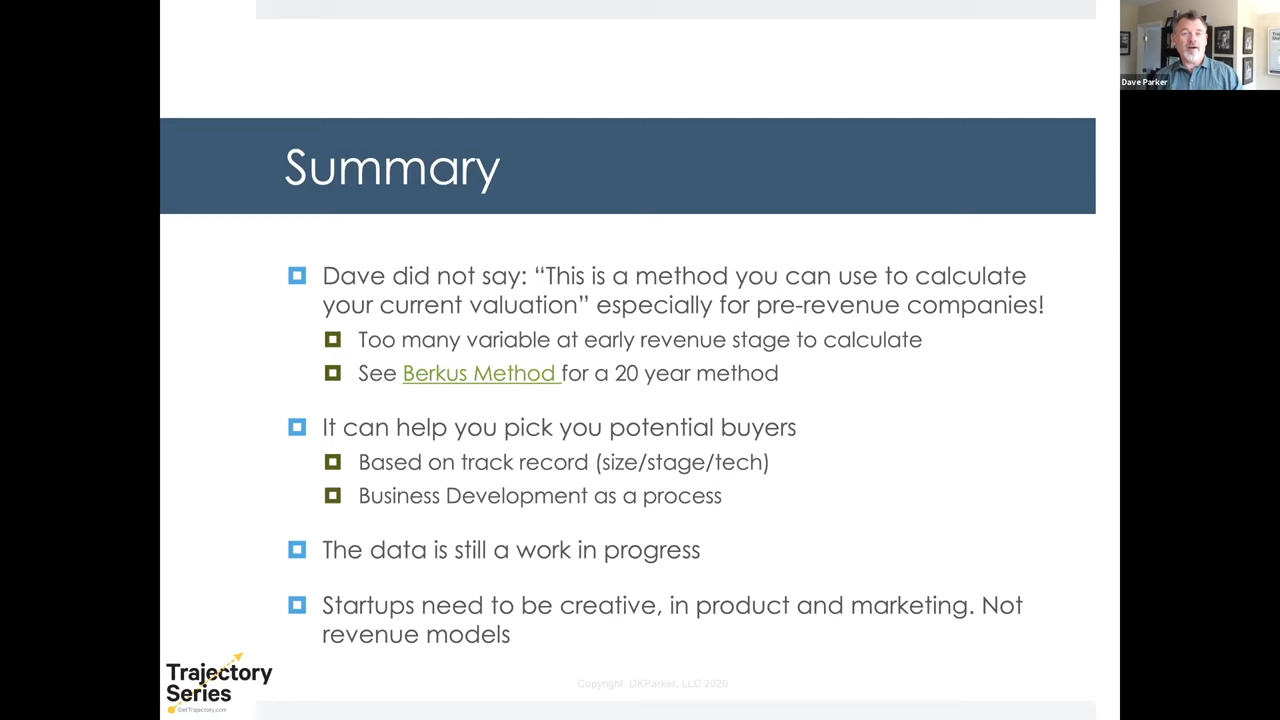 Dave Parker
Summary
Dave did not say: “This is a method you can use to calculate
your current valuation” especially for pre-revenue companies!
Too many variable at early revenue stage to calculate
See Berkus Method for a 20 year method
It can help you pick you potential buyers
Based on track record (size/stage/tech)
Business Development as a process
The data is still a work in progress
Startups need to be creative, in product and marketing. Not
revenue models
Trajectory
Series
GetTrajectory.com
Copyright. DKParker, LLC 2020